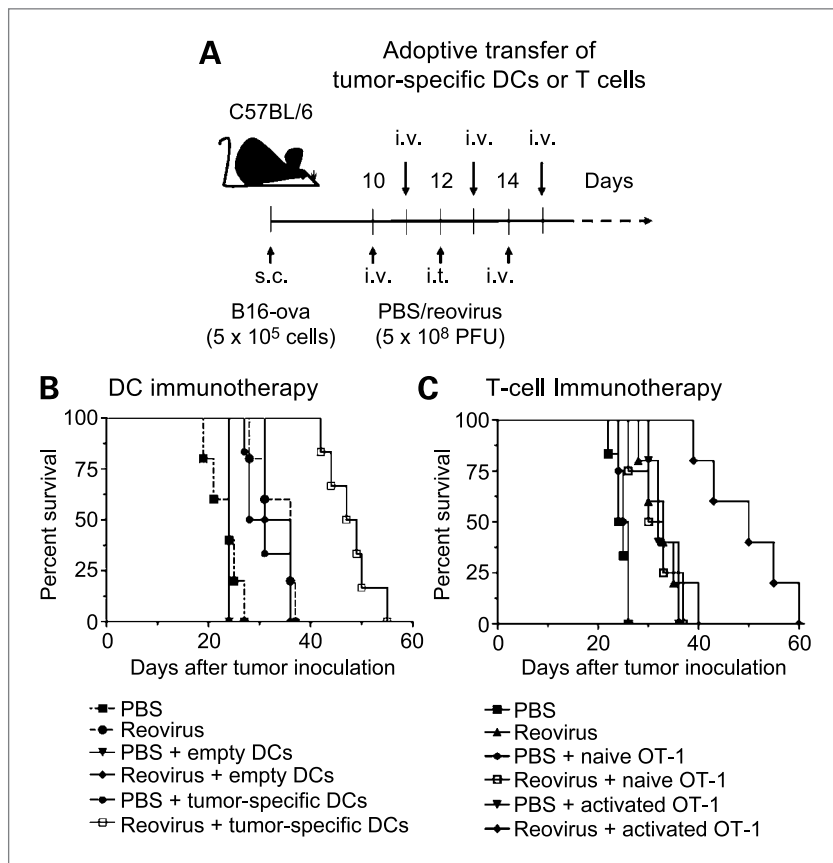 A
Adoptive transfer of
tumor-specific DCs or T cells
C57BL/6
i.v. i.v. i.v.
10 12 14 Days
s.c. i.v. i.t. i.v.
B16-ova PBS/reovirus
(5 x 10⁵ cells) (5 x 10⁸ PFU)
B DC immunotherapy
100
75
50
25
0
Percent survival
0 20 40 60
Days after tumor inoculation
PBS
Reovirus
PBS + empty DCs
Reovirus + empty DCs
PBS + tumor-specific DCs
Reovirus + tumor-specific DCs
C T-cell Immunotherapy
100
75
50
25
0
Percent survival
0 20 40 60
Days after tumor inoculation
PBS
Reovirus
PBS + naive OT-1
Reovirus + naive OT-1
PBS + activated OT-1
Reovirus + activated OT-1